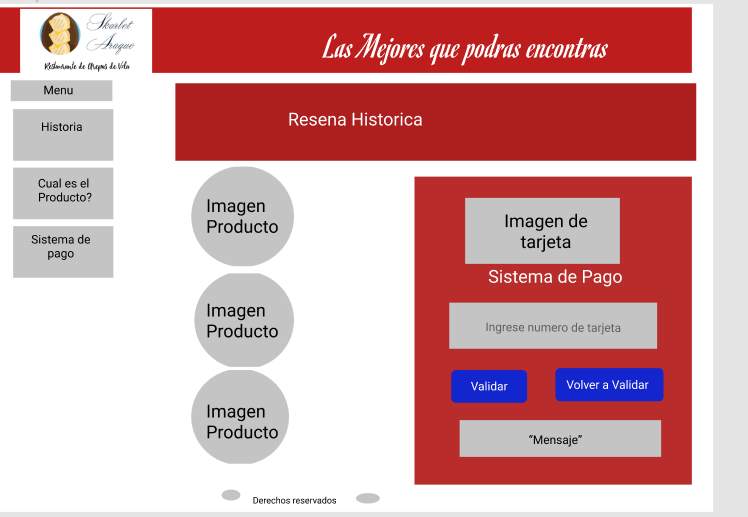 Skarlet
Araque
Restaurante de Arepas de Vila
Las Mejores que podras encontras
Menu
Historia
Cual es el
Producto?
Sistema de
pago
Resena Historica
Imagen
Producto
Imagen
Producto
Imagen
Producto
Imagen de
tarjeta
Sistema de Pago
Ingrese numero de tarjeta
Validar
Volver a Validar
“Mensaje”
Derechos reservados